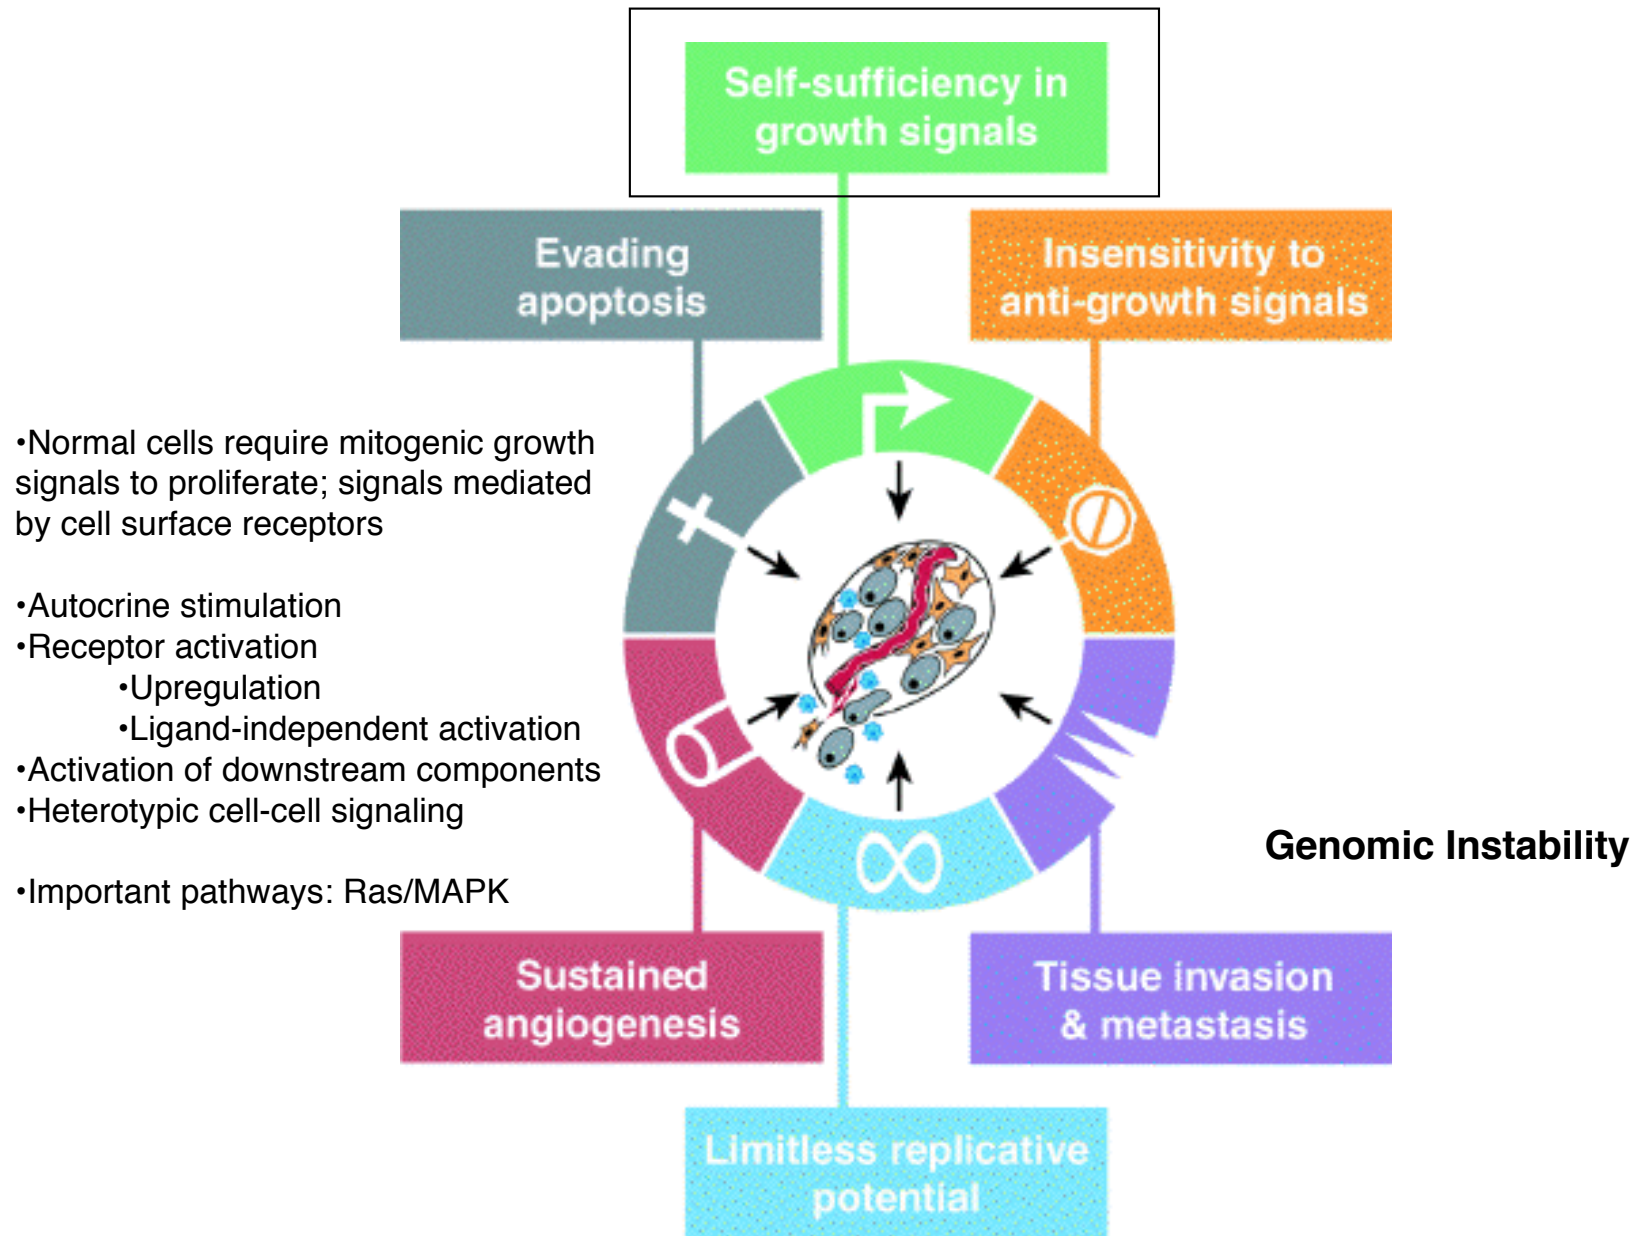 Self-sufficiency in
growth signals
Evading
apoptosis
Insensitivity to
anti-growth signals
•Normal cells require mitogenic growth
signals to proliferate; signals mediated
by cell surface receptors
•Autocrine stimulation
•Receptor activation
•Upregulation
•Ligand-independent activation
•Activation of downstream components
•Heterotypic cell-cell signaling
•Important pathways: Ras/MAPK
Genomic Instability
Sustained
angiogenesis
Tissue invasion
& metastasis
Limitless replicative
potential